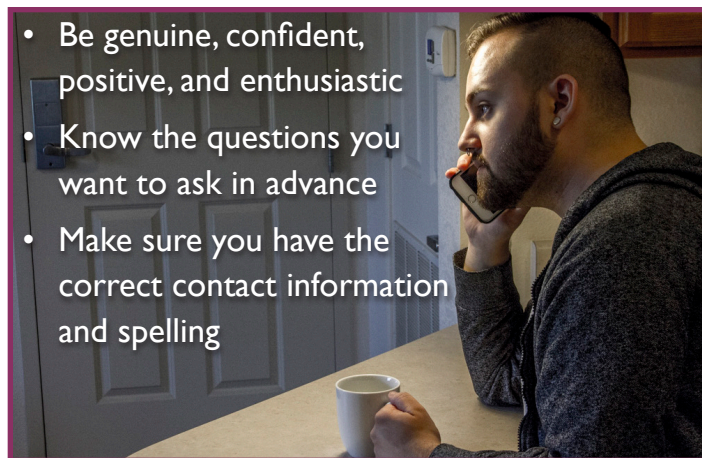 • Be genuine, confident,
positive, and enthusiastic
• Know the questions you
want to ask in advance
• Make sure you have the
correct contact information
and spelling